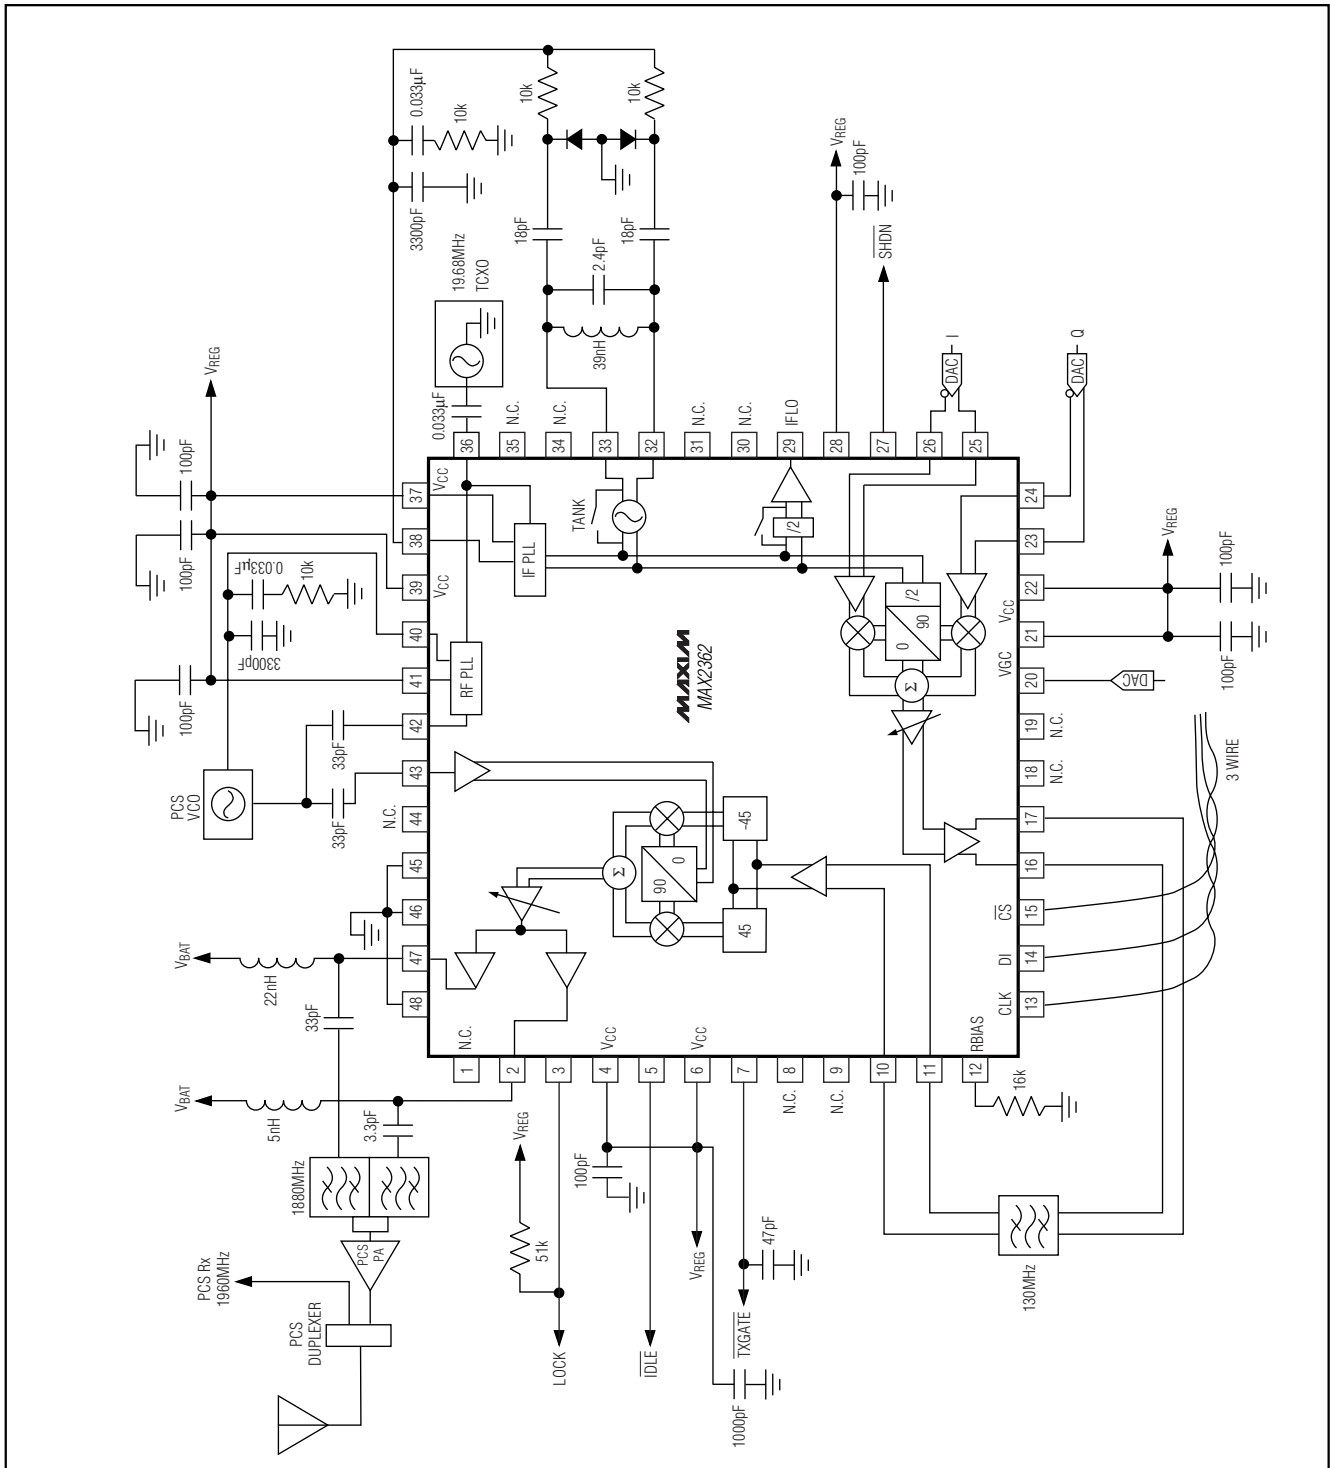 0.033µF
10k
3300pF
19.68MHz
TCXO
0.033µF
10k
10k
18pF
18pF
2.4pF
39nH
VREG
100pF
SHDN
DAC
I
DAC
Q
VREG
100pF
100pF
100pF
0.033µF
10k
3300pF
33pF
33pF
PCS
VCO
36
35
N.C.
34
N.C.
33
32
31
N.C.
30
N.C.
29
IFLO
28
27
26
25
37
VCC
38
39
VCC
40
41
42
43
44
N.C.
45
46
47
48
TANK
IF PLL
/2
RF PLL
/2
90
0
Σ
MAXIM
MAX2362
Σ
90
0
-45
45
24
23
22
VCC
21
VGC
20
DAC
19
N.C.
18
N.C.
17
16
15
CS
14
DI
13
CLK
VREG
100pF
100pF
3 WIRE
VBAT
22nH
33pF
VBAT
5nH
3.3pF
1
N.C.
2
3
4
VCC
5
6
VCC
7
8
N.C.
9
N.C.
10
11
12
RBIAS
16k
1880MHz
PCS
PA
PCS Rx
1960MHz
PCS
DUPLEXER
VREG
51k
LOCK
100pF
IDLE
VREG
47pF
TXGATE
1000pF
130MHz